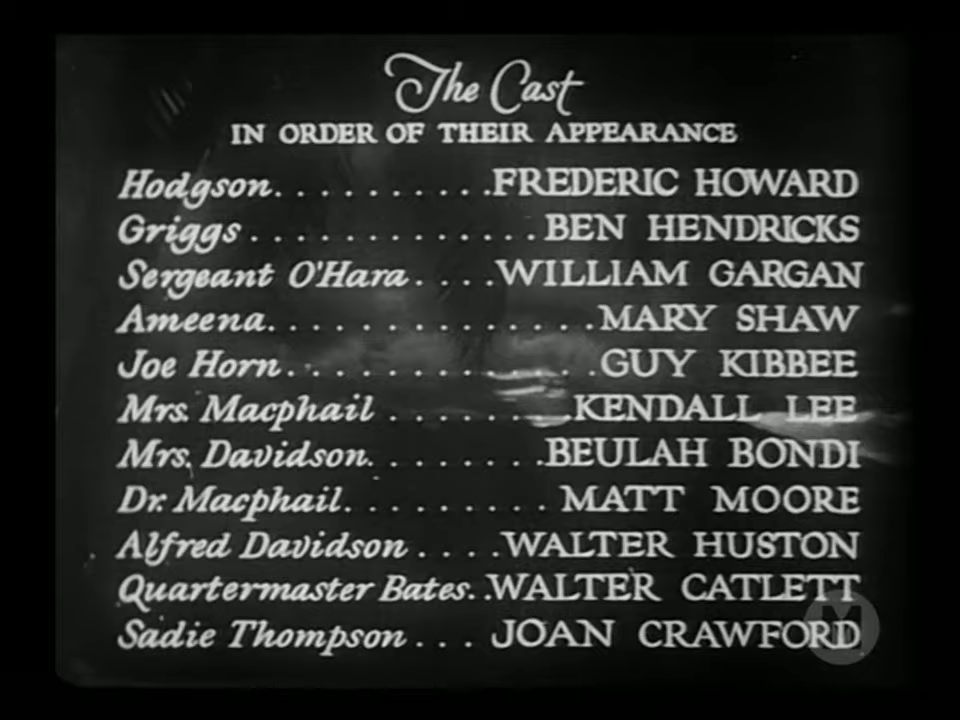 The Cast
IN ORDER OF THEIR APPEARANCE
Hodgson..........FREDERIC HOWARD
Griggs.............BEN HENDRICKS
Sergeant O'Hara....WILLIAM GARGAN
Ameena...............MARY SHAW
Joe Horn..............GUY KIBBEE
Mrs. Macphail........KENDALL LEE
Mrs. Davidson........BEULAH BONDI
Dr. Macphail.........MATT MOORE
Alfred Davidson....WALTER HUSTON
Quartermaster Bates..WALTER CATLETT
Sadie Thompson...JOAN CRAWFORD
M